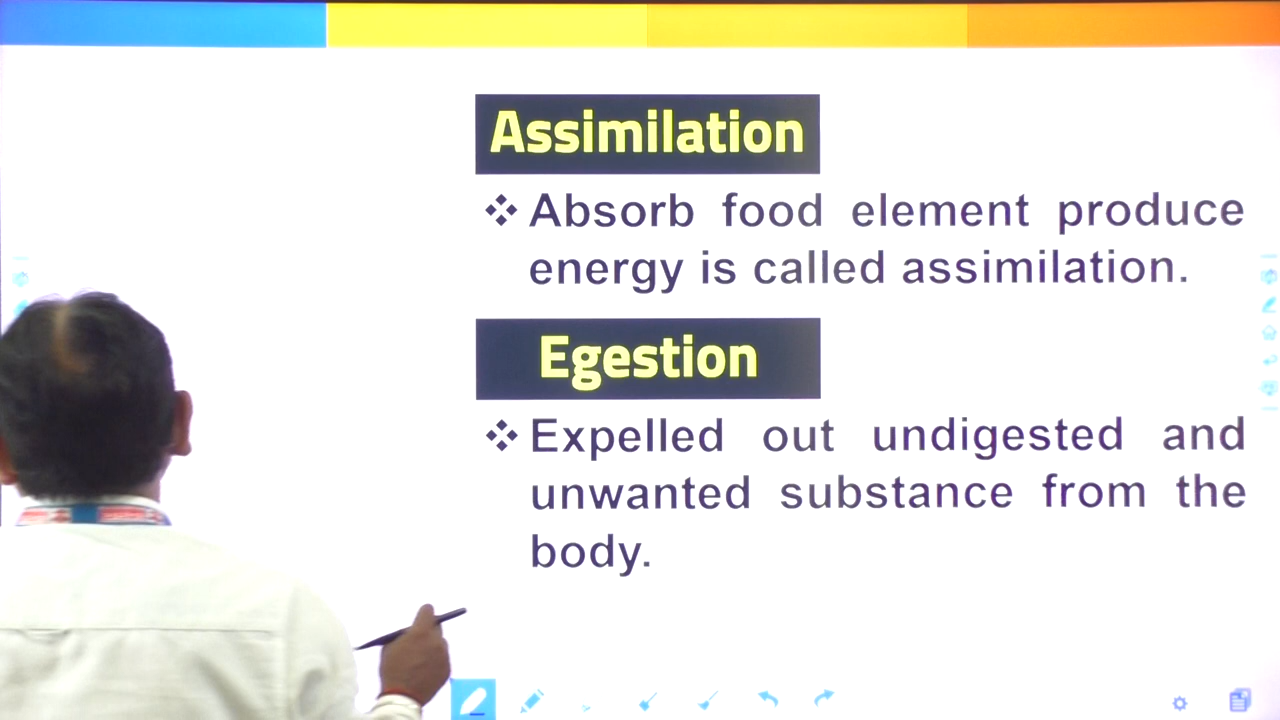 Assimilation
❖ Absorb food element produce
energy is called assimilation.
Egestion
❖ Expelled out undigested and
unwanted substance from the
body.